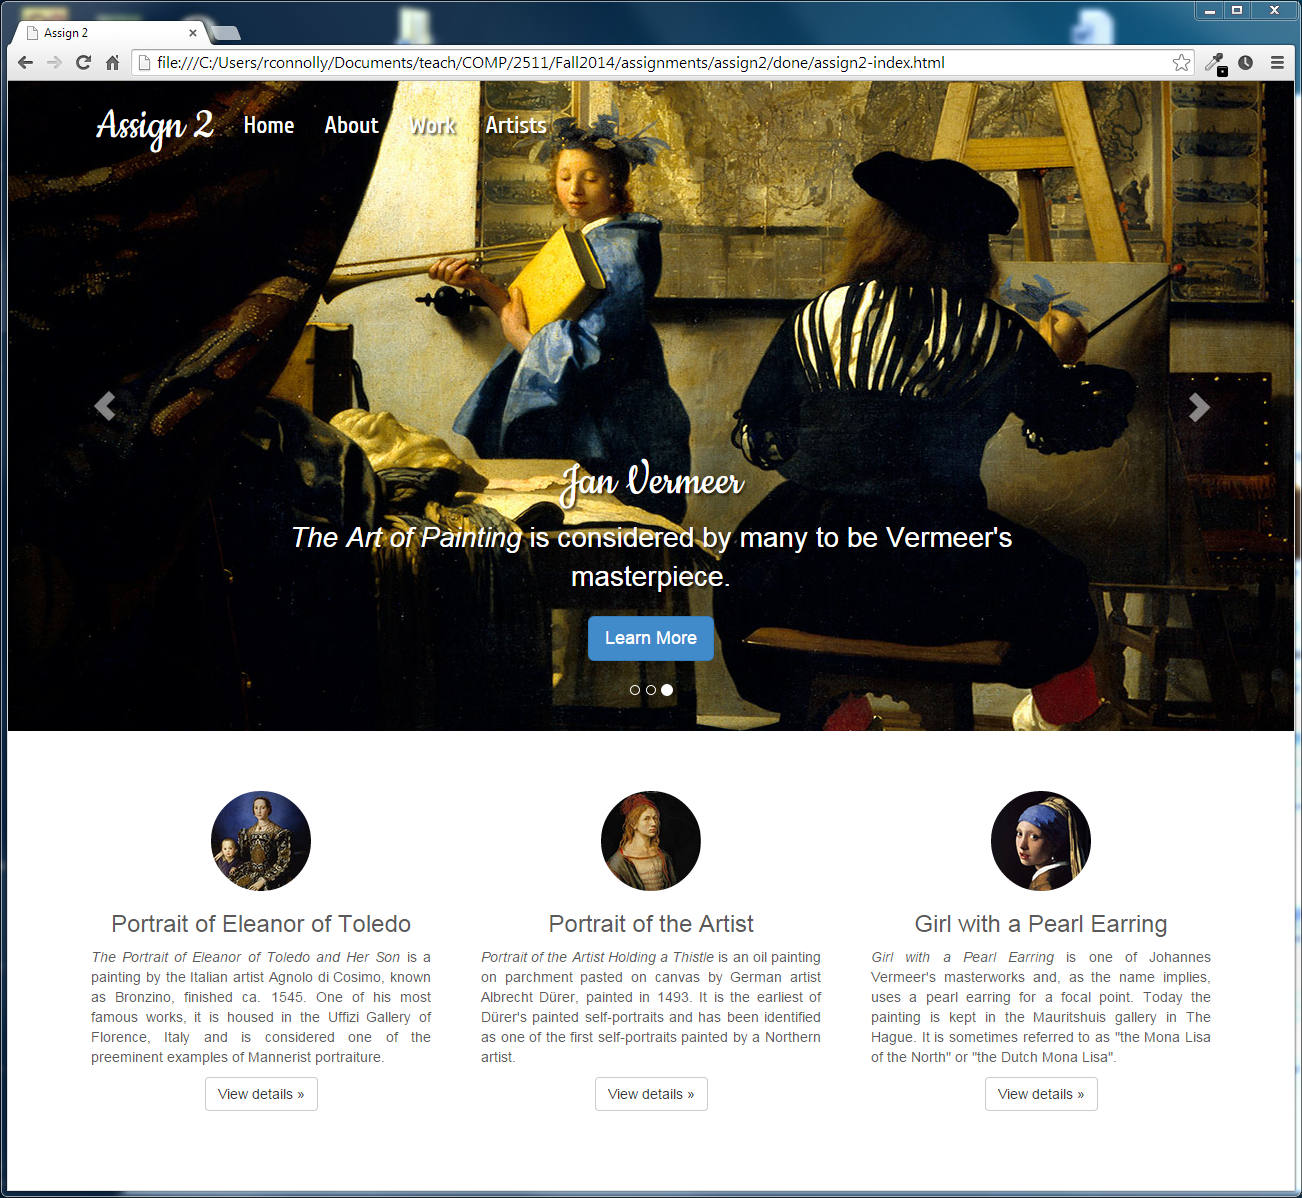 Assign 2
file:///C:/Users/rconnolly/Documents/teach/COMP/2511/Fall2014/assignments/assign2/done/assign2-index.html
Assign 2 Home About Work Artists
Jan Vermeer
The Art of Painting is considered by many to be Vermeer's
masterpiece.
Learn More
Portrait of Eleanor of Toledo
The Portrait of Eleanor of Toledo and Her Son is a
painting by the Italian artist Agnolo di Cosimo, known
as Bronzino, finished ca. 1545. One of his most
famous works, it is housed in the Uffizi Gallery of
Florence, Italy and is considered one of the
preeminent examples of Mannerist portraiture.
View details »
Portrait of the Artist
Portrait of the Artist Holding a Thistle is an oil painting
on parchment pasted on canvas by German artist
Albrecht Dürer, painted in 1493. It is the earliest of
Dürer's painted self-portraits and has been identified
as one of the first self-portraits painted by a Northern
artist.
View details »
Girl with a Pearl Earring
Girl with a Pearl Earring is one of Johannes
Vermeer's masterworks and, as the name implies,
uses a pearl earring for a focal point. Today the
painting is kept in the Mauritshuis gallery in The
Hague. It is sometimes referred to as "the Mona Lisa
of the North" or "the Dutch Mona Lisa".
View details »